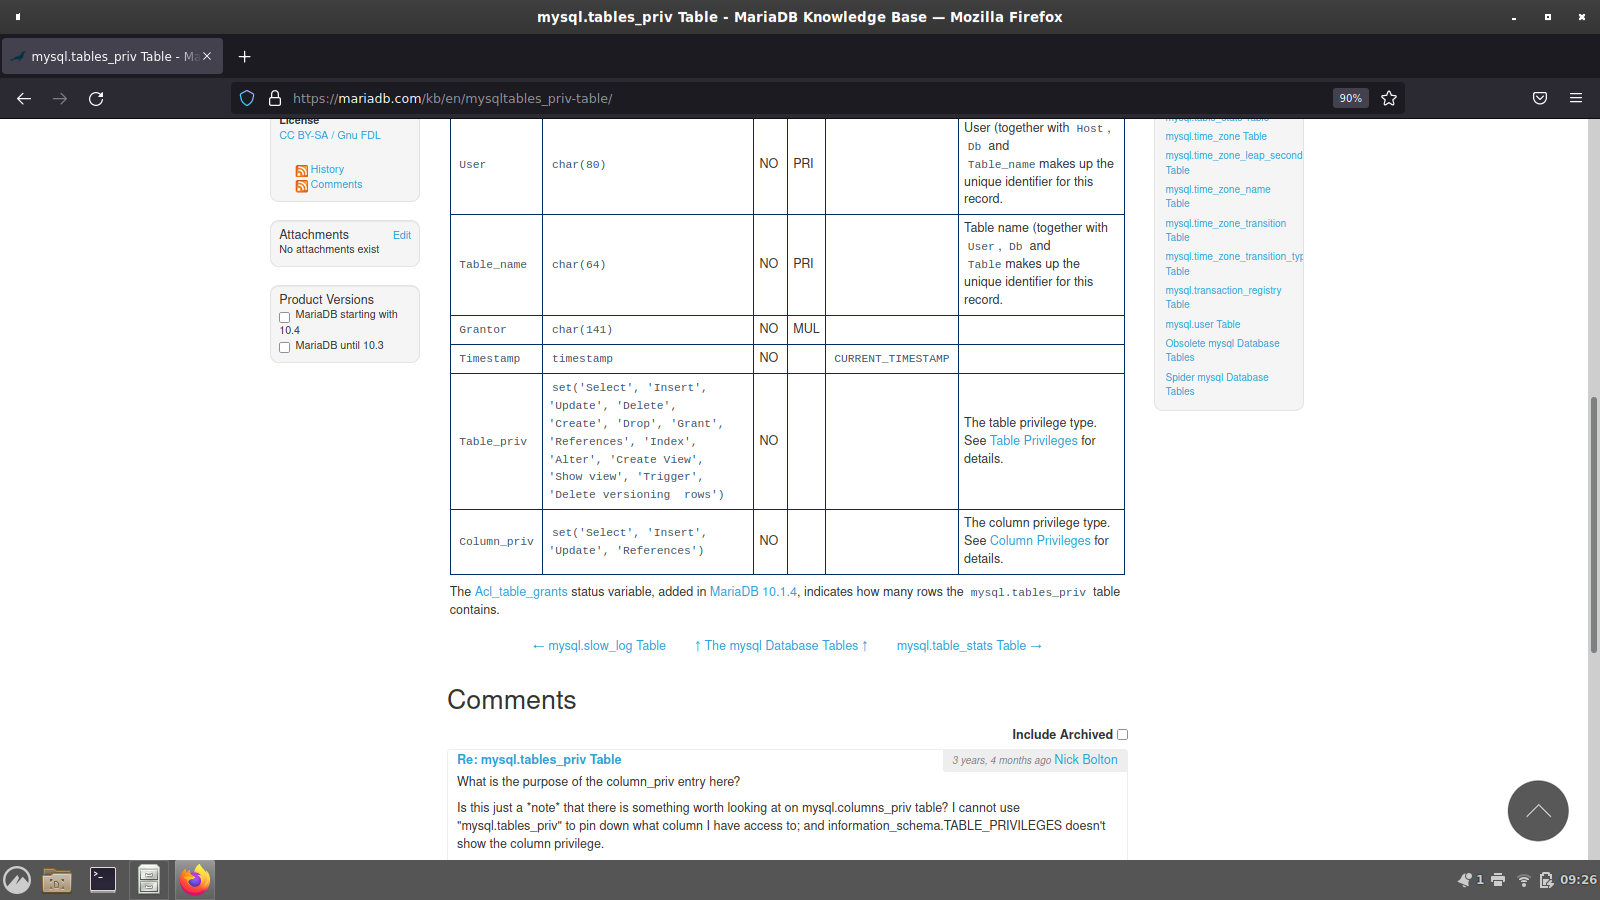 mysql.tables_priv Table - MariaDB Knowledge Base — Mozilla Firefox
mysql.tables_priv Table - Ma
https://mariadb.com/kb/en/mysqltables_priv-table/
90%
License
CC BY-SA / Gnu FDL
History
Comments
Attachments
Edit
No attachments exist
Product Versions
MariaDB starting with
10.4
MariaDB until 10.3
User
char(80)
NO
PRI
User (together with Host ,
Db and
Table_name makes up the
unique identifier for this
record.
Table_name
char(64)
NO
PRI
Table name (together with
User , Db and
Table makes up the
unique identifier for this
record.
Grantor
char(141)
NO
MUL
Timestamp
timestamp
NO
CURRENT_TIMESTAMP
Table_priv
set('Select', 'Insert',
'Update', 'Delete',
'Create', 'Drop', 'Grant',
'References', 'Index',
'Alter', 'Create View',
'Show view', 'Trigger',
'Delete versioning rows')
NO
The table privilege type.
See Table Privileges for
details.
Column_priv
set('Select', 'Insert',
'Update', 'References')
NO
The column privilege type.
See Column Privileges for
details.
The Acl_table_grants status variable, added in MariaDB 10.1.4, indicates how many rows the mysql.tables_priv table
contains.
← mysql.slow_log Table
↑ The mysql Database Tables ↑
mysql.table_stats Table →
Comments
Include Archived
Re: mysql.tables_priv Table
3 years, 4 months ago Nick Bolton
What is the purpose of the column_priv entry here?
Is this just a *note* that there is something worth looking at on mysql.columns_priv table? I cannot use
"mysql.tables_priv" to pin down what column I have access to; and information_schema.TABLE_PRIVILEGES doesn't
show the column privilege.
mysql.table_stats Table
mysql.time_zone Table
mysql.time_zone_leap_second
Table
mysql.time_zone_name
Table
mysql.time_zone_transition
Table
mysql.time_zone_transition_typ
Table
mysql.transaction_registry
Table
mysql.user Table
Obsolete mysql Database
Tables
Spider mysql Database
Tables
1
09:26